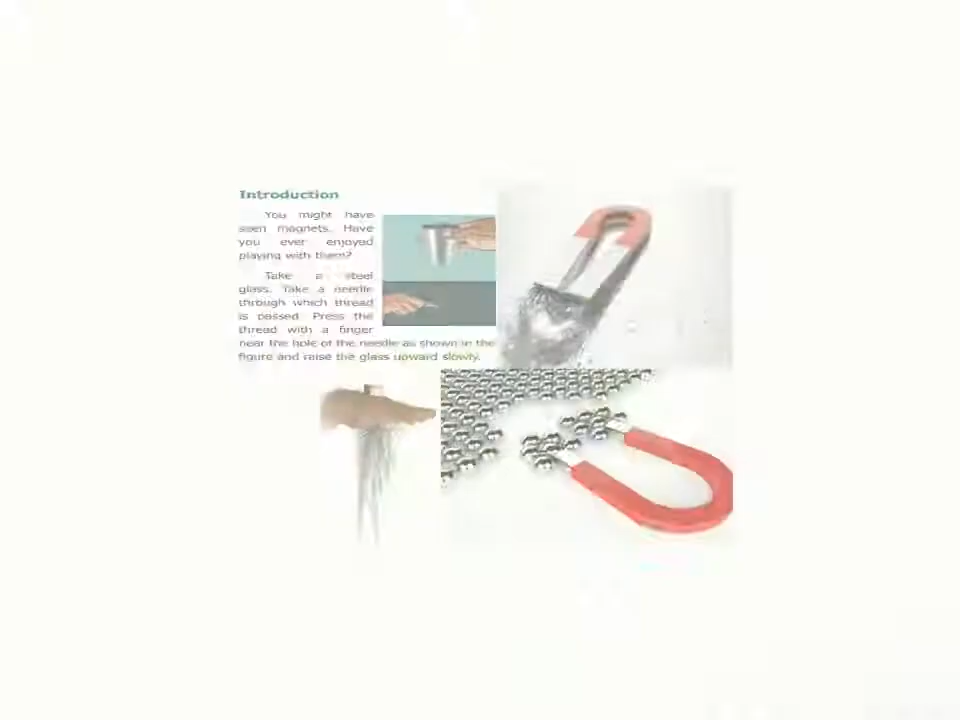 Introduction
You might have
seen magnets. Have
you ever enjoyed
playing with them?
Take a steel
glass. Take a needle
through which thread
is passed. Press the
thread with a finger
near the hole of the needle as shown in the
figure and raise the glass upward slowly.